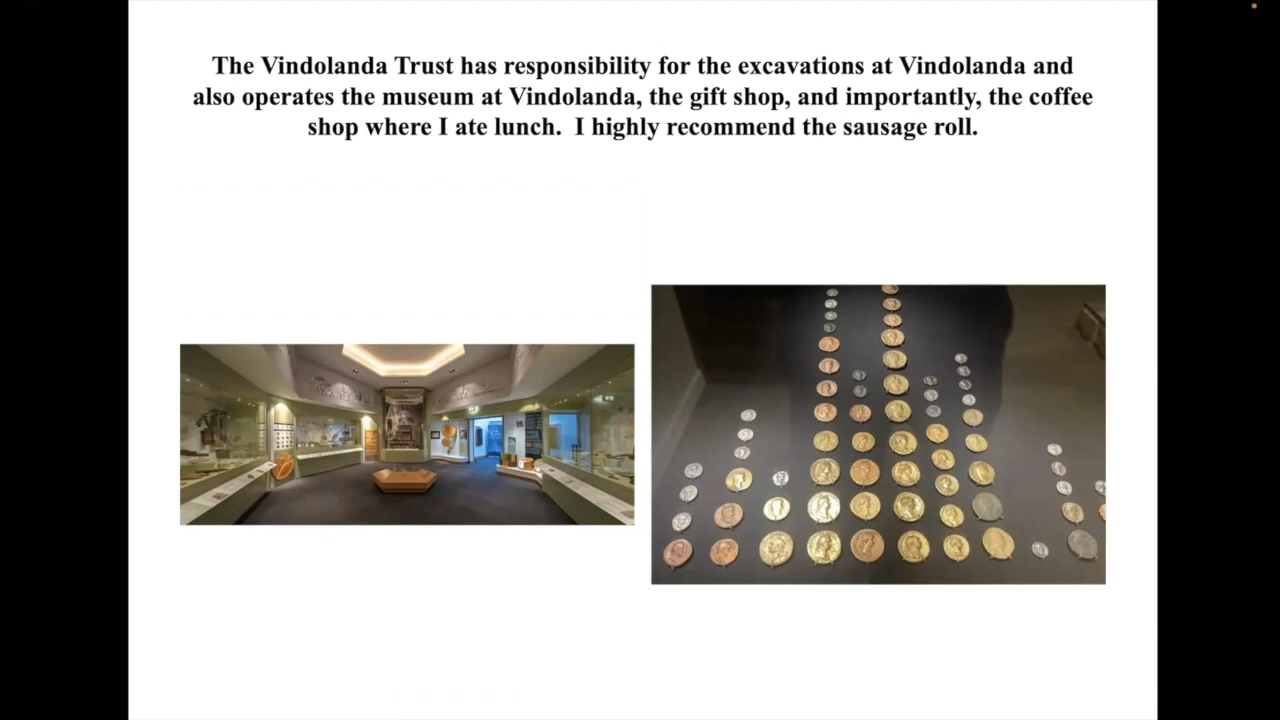 The Vindolanda Trust has responsibility for the excavations at Vindolanda and
also operates the museum at Vindolanda, the gift shop, and importantly, the coffee
shop where I ate lunch.  I highly recommend the sausage roll.